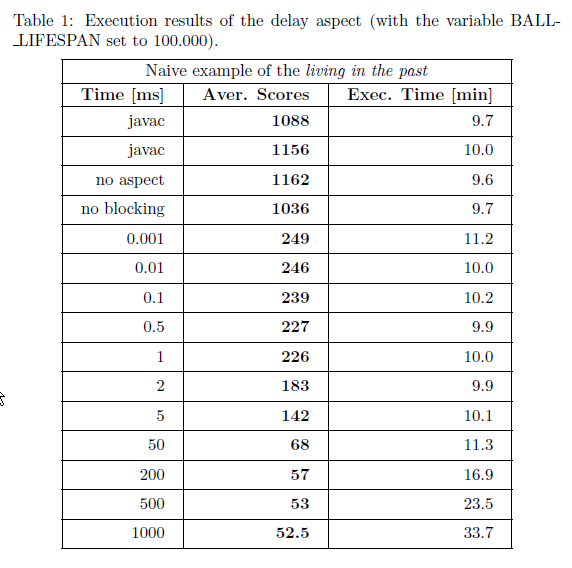 Table 1: Execution results of the delay aspect (with the variable BALL-
_LIFESPAN set to 100.000).
Naive example of the living in the past
Time [ms] Aver. Scores Exec. Time [min]
javac 1088 9.7
javac 1156 10.0
no aspect 1162 9.6
no blocking 1036 9.7
0.001 249 11.2
0.01 246 10.0
0.1 239 10.2
0.5 227 9.9
1 226 10.0
2 183 9.9
5 142 10.1
50 68 11.3
200 57 16.9
500 53 23.5
1000 52.5 33.7